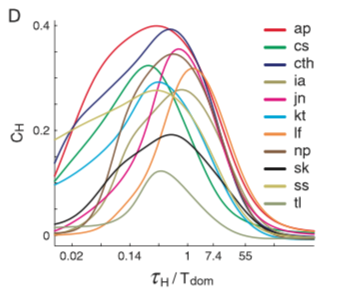 D
0.4
0.2
0
C_H
0.02 0.14 1 7.4 55
τ_H / T_dom
ap
cs
cth
ia
jn
kt
lf
np
sk
ss
tl